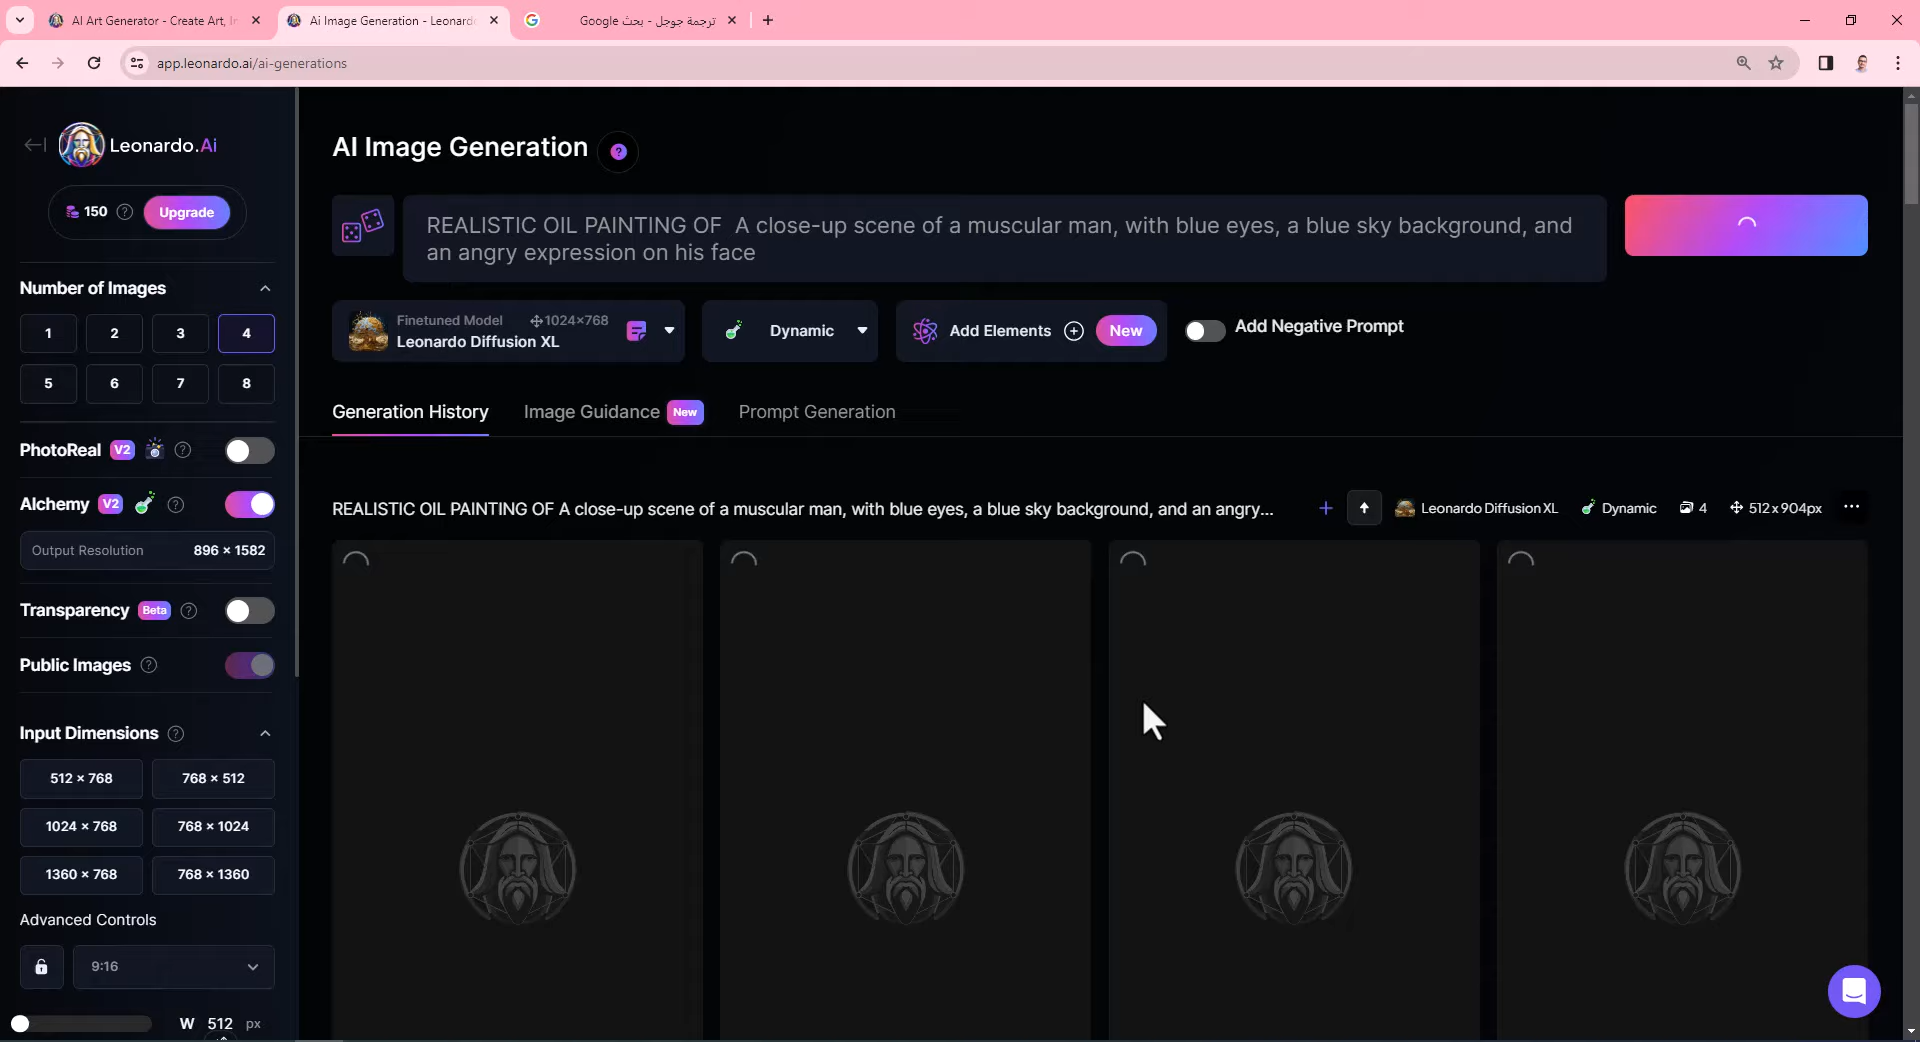 AI Art Generator - Create Art, I
Ai Image Generation - Leonardo
ترجمة جوجل - بحث Google
app.leonardo.ai/ai-generations
Leonardo.Ai
150
Upgrade
Number of Images
1
2
3
4
5
6
7
8
PhotoReal V2
Alchemy V2
Output Resolution 896 × 1582
Transparency Beta
Public Images
Input Dimensions
512 × 768
768 × 512
1024 × 768
768 × 1024
1360 × 768
768 × 1360
Advanced Controls
9:16
W 512 px
AI Image Generation
REALISTIC OIL PAINTING OF A close-up scene of a muscular man, with blue eyes, a blue sky background, and
an angry expression on his face
Finetuned Model 1024×768
Leonardo Diffusion XL
Dynamic
Add Elements New
Add Negative Prompt
Generation History
Image Guidance New
Prompt Generation
REALISTIC OIL PAINTING OF A close-up scene of a muscular man, with blue eyes, a blue sky background, and an angry...
Leonardo Diffusion XL
Dynamic
4
512 x 904px